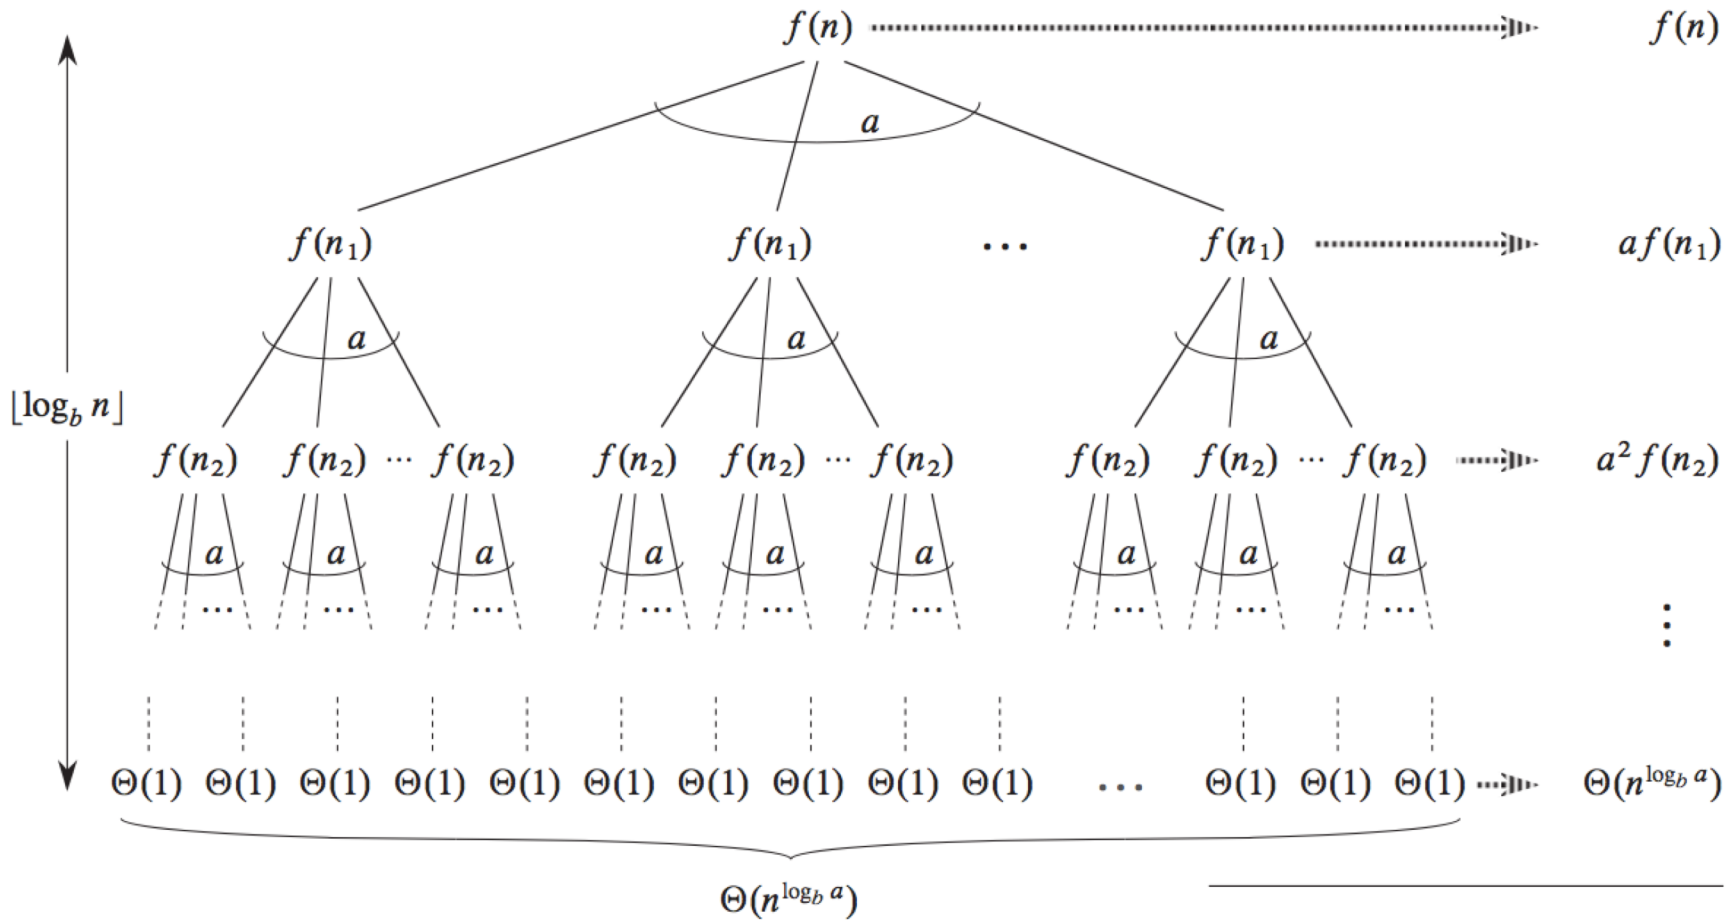 f(n) f(n)
a
f(n₁) f(n₁) ... f(n₁) af(n₁)
a a a
⌊log_b n⌋
f(n₂) f(n₂) ... f(n₂) f(n₂) f(n₂) ... f(n₂) f(n₂) f(n₂) ... f(n₂) a²f(n₂)
a a a a a a a a a
... ... ... ... ... ... ... ... ... ⋮
Θ(1) Θ(1) Θ(1) Θ(1) Θ(1) Θ(1) Θ(1) Θ(1) Θ(1) Θ(1) ... Θ(1) Θ(1) Θ(1) Θ(n^{log_b a})
Θ(n^{log_b a})